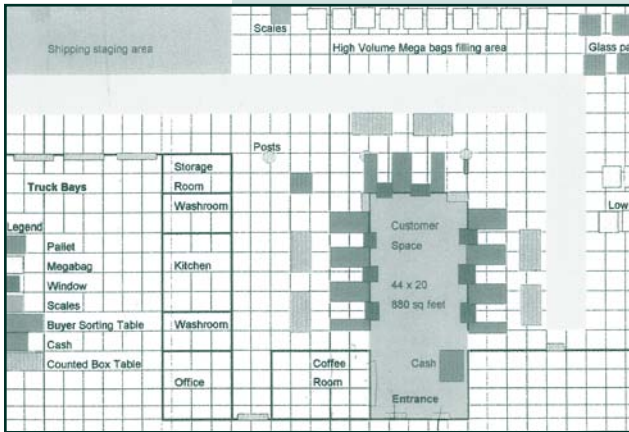 Scales
Shipping staging area
High Volume Mega bags filling area
Glass pa
Posts
Storage
Room
Truck Bays
Washroom
Low
Legend
Customer
Space
Pallet
Megabag
Kitchen
Window
44 x 20
Scales
880 sq feet
Buyer Sorting Table
Washroom
Cash
Counted Box Table
Coffee
Room
Cash
Office
Entrance